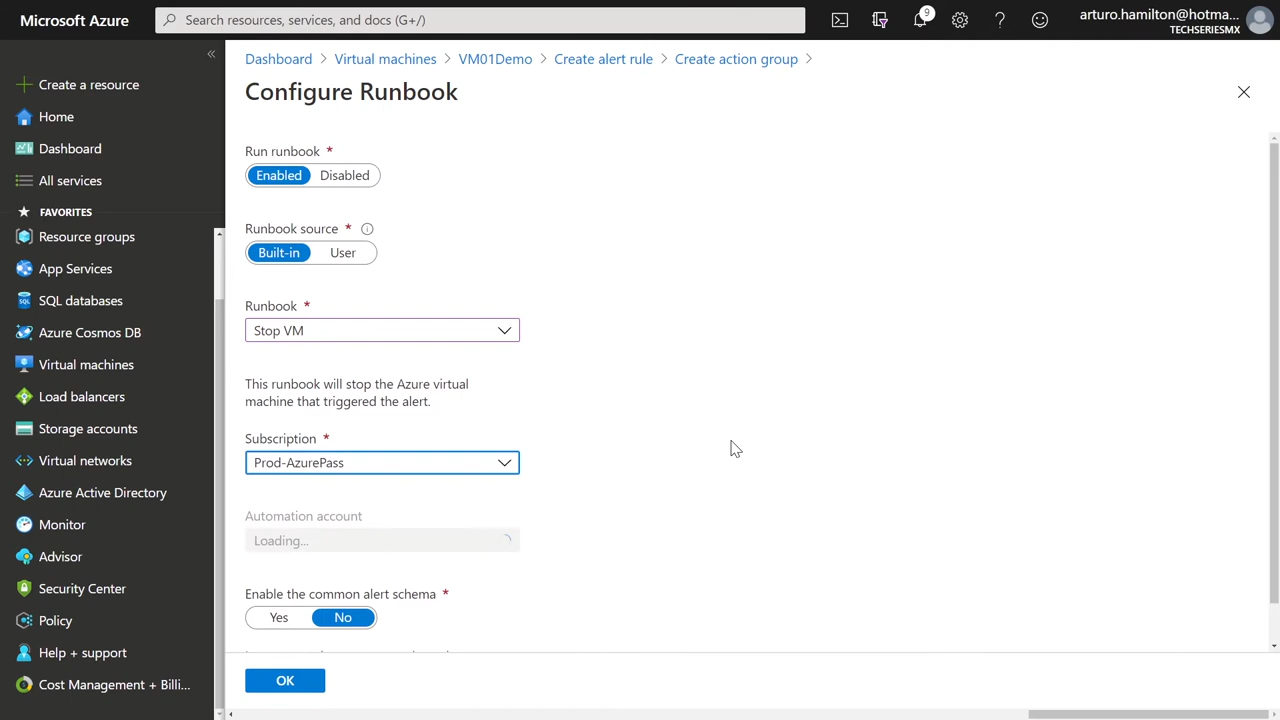 Microsoft Azure
Search resources, services, and docs (G+/)
9
arturo.hamilton@hotma...
TECHSERIESMX
Create a resource
Home
Dashboard
All services
FAVORITES
Resource groups
App Services
SQL databases
Azure Cosmos DB
Virtual machines
Load balancers
Storage accounts
Virtual networks
Azure Active Directory
Monitor
Advisor
Security Center
Policy
Help + support
Cost Management + Billi...
Dashboard > Virtual machines > VM01Demo > Create alert rule > Create action group >
Configure Runbook
Run runbook *
Enabled Disabled
Runbook source *
Built-in User
Runbook *
Stop VM
This runbook will stop the Azure virtual
machine that triggered the alert.
Subscription *
Prod-AzurePass
Automation account
Loading...
Enable the common alert schema *
Yes No
OK